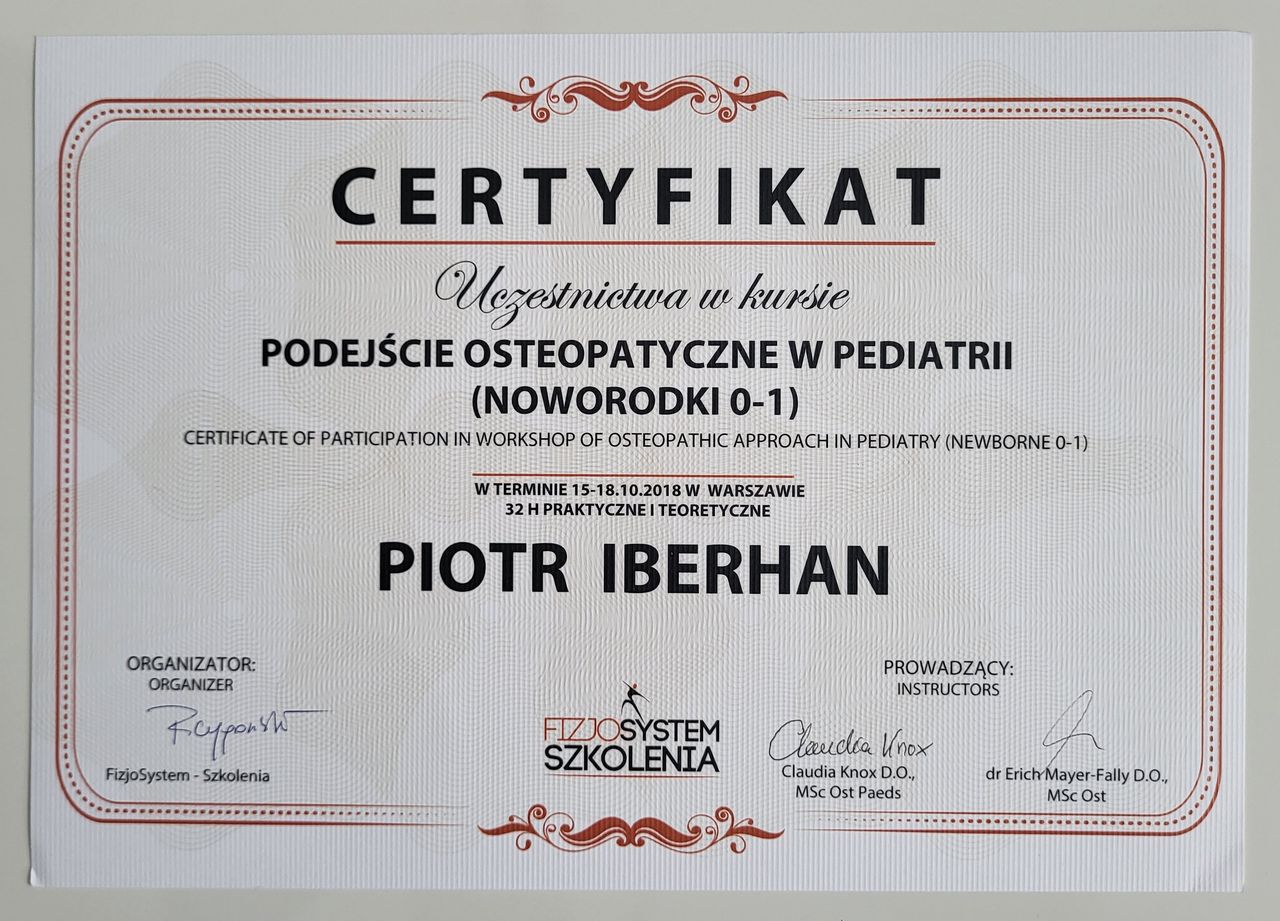 CERTYFIKAT
Uczestnictwa w kursie
PODEJŚCIE OSTEOPATYCZNE W PEDIATRII
(NOWORODKI 0-1)
CERTIFICATE OF PARTICIPATION IN WORKSHOP OF OSTEOPATHIC APPROACH IN PEDIATRY (NEWBORNE 0-1)
W TERMINIE 15-18.10.2018 W WARSZAWIE
32 H PRAKTYCZNE I TEORETYCZNE
PIOTR IBERHAN
ORGANIZATOR:
ORGANIZER
FizjoSystem - Szkolenia
FIZJOSYSTEM
SZKOLENIA
PROWADZĄCY:
INSTRUCTORS
Claudia Knox
Claudia Knox D.O.,
MSc Ost Paeds
dr Erich Mayer-Fally D.O.,
MSc Ost